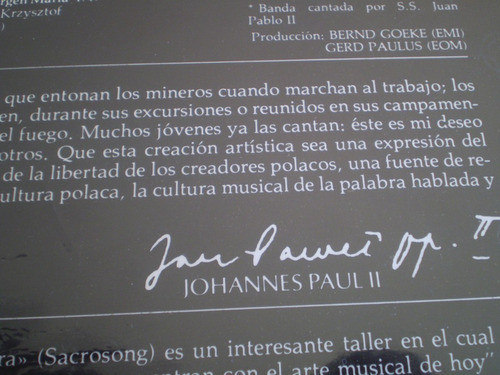 Krzysztof
* Banda cantada por S.S. Juan
Pablo II
Producción: BERND GOEKE (EMI)
GERD PAULUS (EOM)
que entonan los mineros cuando marchan al trabajo; los
en, durante sus excursiones o reunidos en sus campamen-
el fuego. Muchos jóvenes ya las cantan: éste es mi deseo
otros. Que esta creación artística sea una expresión del
de la libertad de los creadores polacos, una fuente de re-
ultura polaca, la cultura musical de la palabra hablada y
JOHANNES PAUL II
ra» (Sacrosong) es un interesante taller en el cual
con el arte musical de hoy"